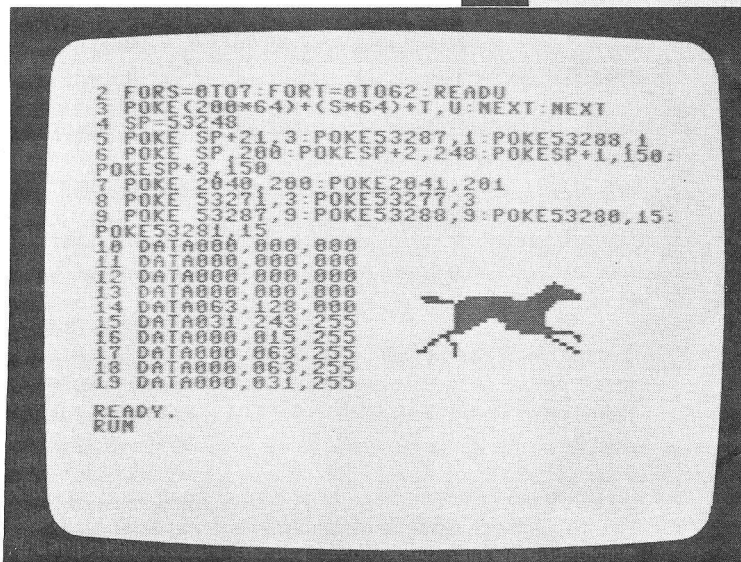 2 FORS=0TO7:FORT=0TO62:READU
3 POKE(200*64)+(S*64)+T,U:NEXT:NEXT
4 SP=53248
5 POKE SP+21,3:POKE53287,1:POKE53288,1
6 POKE SP,200:POKESP+2,248:POKESP+1,150:
POKESP+3,150
7 POKE 2040,200:POKE2041,201
8 POKE 53271,3:POKE53277,3
9 POKE 53287,9:POKE53288,9:POKE53280,15:
POKE53281,15
10 DATA000,000,000
11 DATA000,000,000
12 DATA000,000,000
13 DATA000,000,000
14 DATA063,128,000
15 DATA031,243,255
16 DATA000,015,255
17 DATA000,063,255
18 DATA000,063,255
19 DATA000,031,255
READY.
RUN